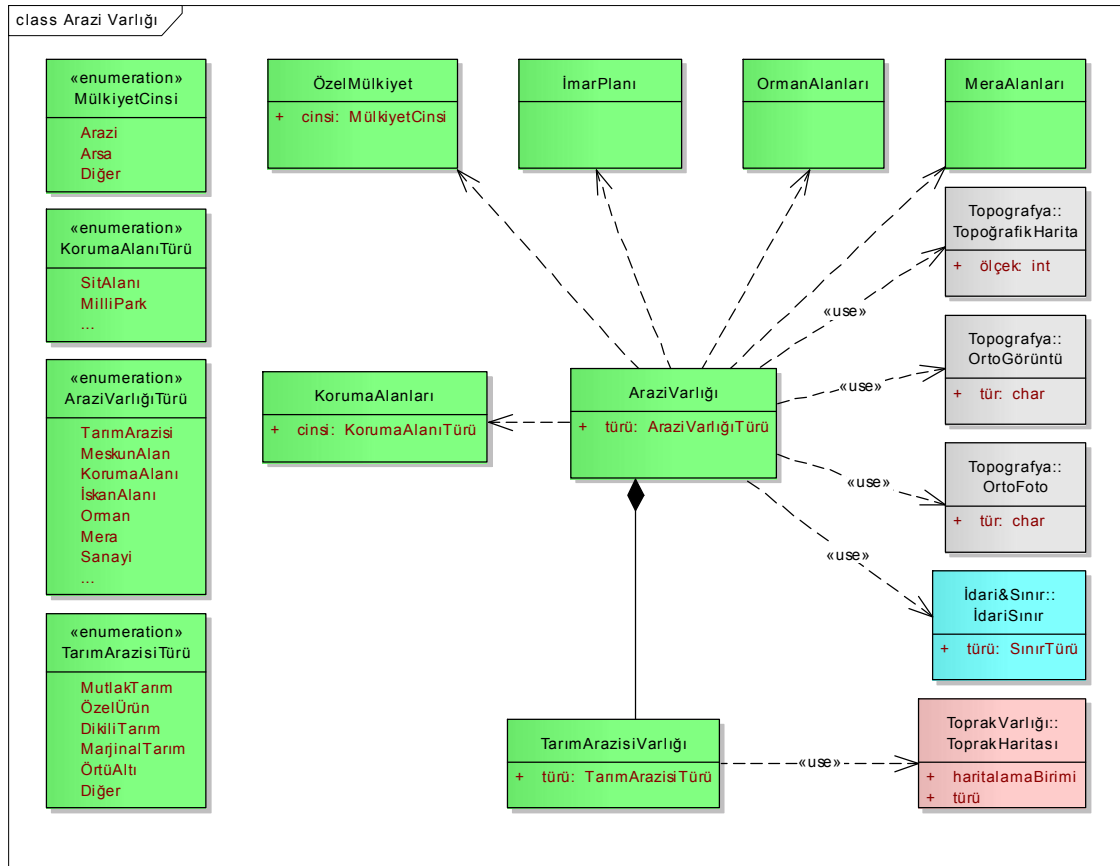 class Arazi Varlığı
«enumeration»
MülkiyetCinsi
Arazi
Arsa
Diğer
«enumeration»
KorumaAlanıTürü
SitAlanı
MilliPark
...
«enumeration»
AraziVarlığıTürü
TarımArazisi
MeskunAlan
KorumaAlanı
İskanAlanı
Orman
Mera
Sanayi
...
«enumeration»
TarımArazisiTürü
MutlakTarım
ÖzelÜrün
DikiliTarım
MarjinalTarım
ÖrtüAltı
Diğer
ÖzelMülkiyet
+ cinsi: MülkiyetCinsi
İmarPlanı
OrmanAlanları
MeraAlanları
Topografya::
TopoğrafikHarita
+ ölçek: int
«use»
Topografya::
OrtoGörüntü
+ tür: char
«use»
KorumaAlanları
+ cinsi: KorumaAlanıTürü
AraziVarlığı
+ türü: AraziVarlığıTürü
Topografya::
OrtoFoto
+ tür: char
«use»
«use»
İdari&Sınır::
İdariSınır
+ türü: SınırTürü
TarımArazisiVarlığı
+ türü: TarımArazisiTürü
«use»
ToprakVarlığı::
ToprakHaritası
+ haritalamaBirimi
+ türü